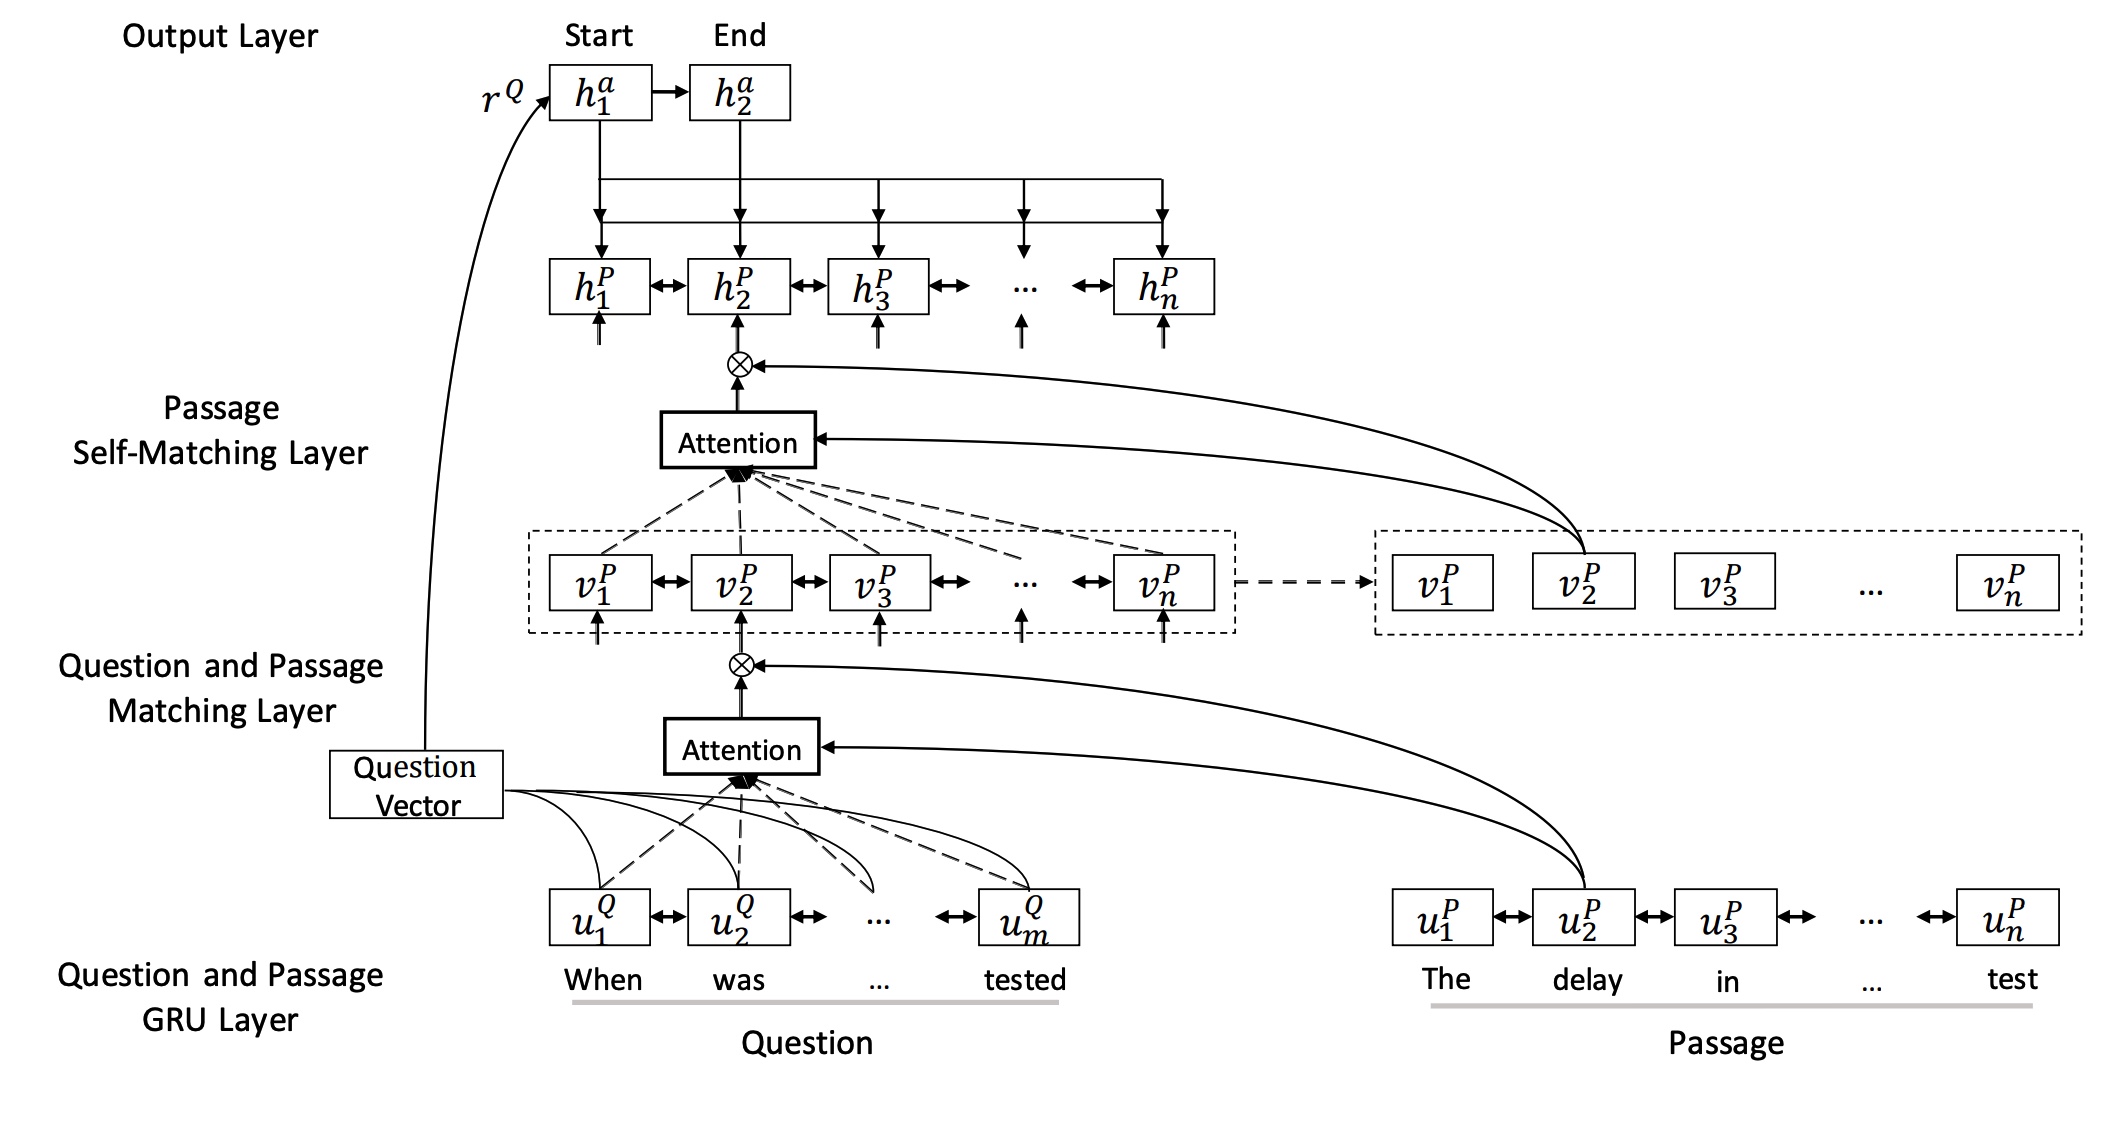 Output Layer
Start End
r^Q h_1^a h_2^a
h_1^P h_2^P h_3^P ... h_n^P
Passage
Self-Matching Layer
Attention
v_1^P v_2^P v_3^P ... v_n^P v_1^P v_2^P v_3^P ... v_n^P
Question and Passage
Matching Layer
Attention
Question
Vector
u_1^Q u_2^Q ... u_m^Q u_1^P u_2^P u_3^P ... u_n^P
When was ... tested The delay in ... test
Question and Passage
GRU Layer
Question Passage